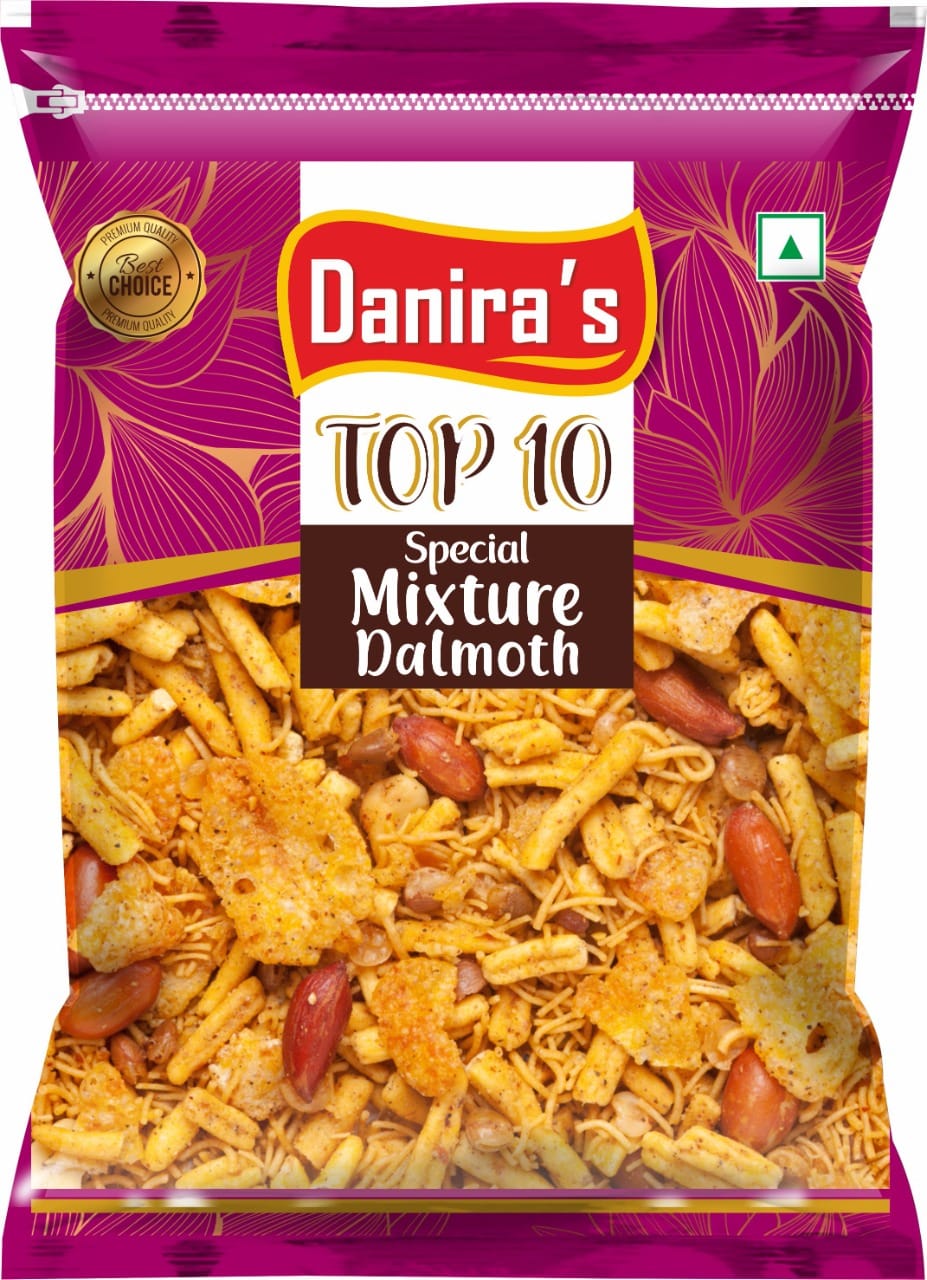 PREMIUM QUALITY
Best
CHOICE
PREMIUM QUALITY
Danira's
TOP 10
Special
Mixture
Dalmoth